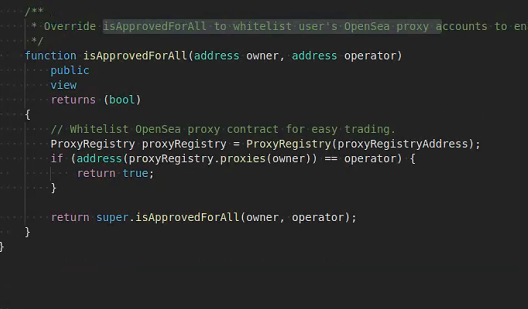 /**
* Override isApprovedForAll to whitelist user's OpenSea proxy accounts to en
*/
function isApprovedForAll(address owner, address operator)
public
view
returns (bool)
{
// Whitelist OpenSea proxy contract for easy trading.
ProxyRegistry proxyRegistry = ProxyRegistry(proxyRegistryAddress);
if (address(proxyRegistry.proxies(owner)) == operator) {
return true;
}
return super.isApprovedForAll(owner, operator);
}
}